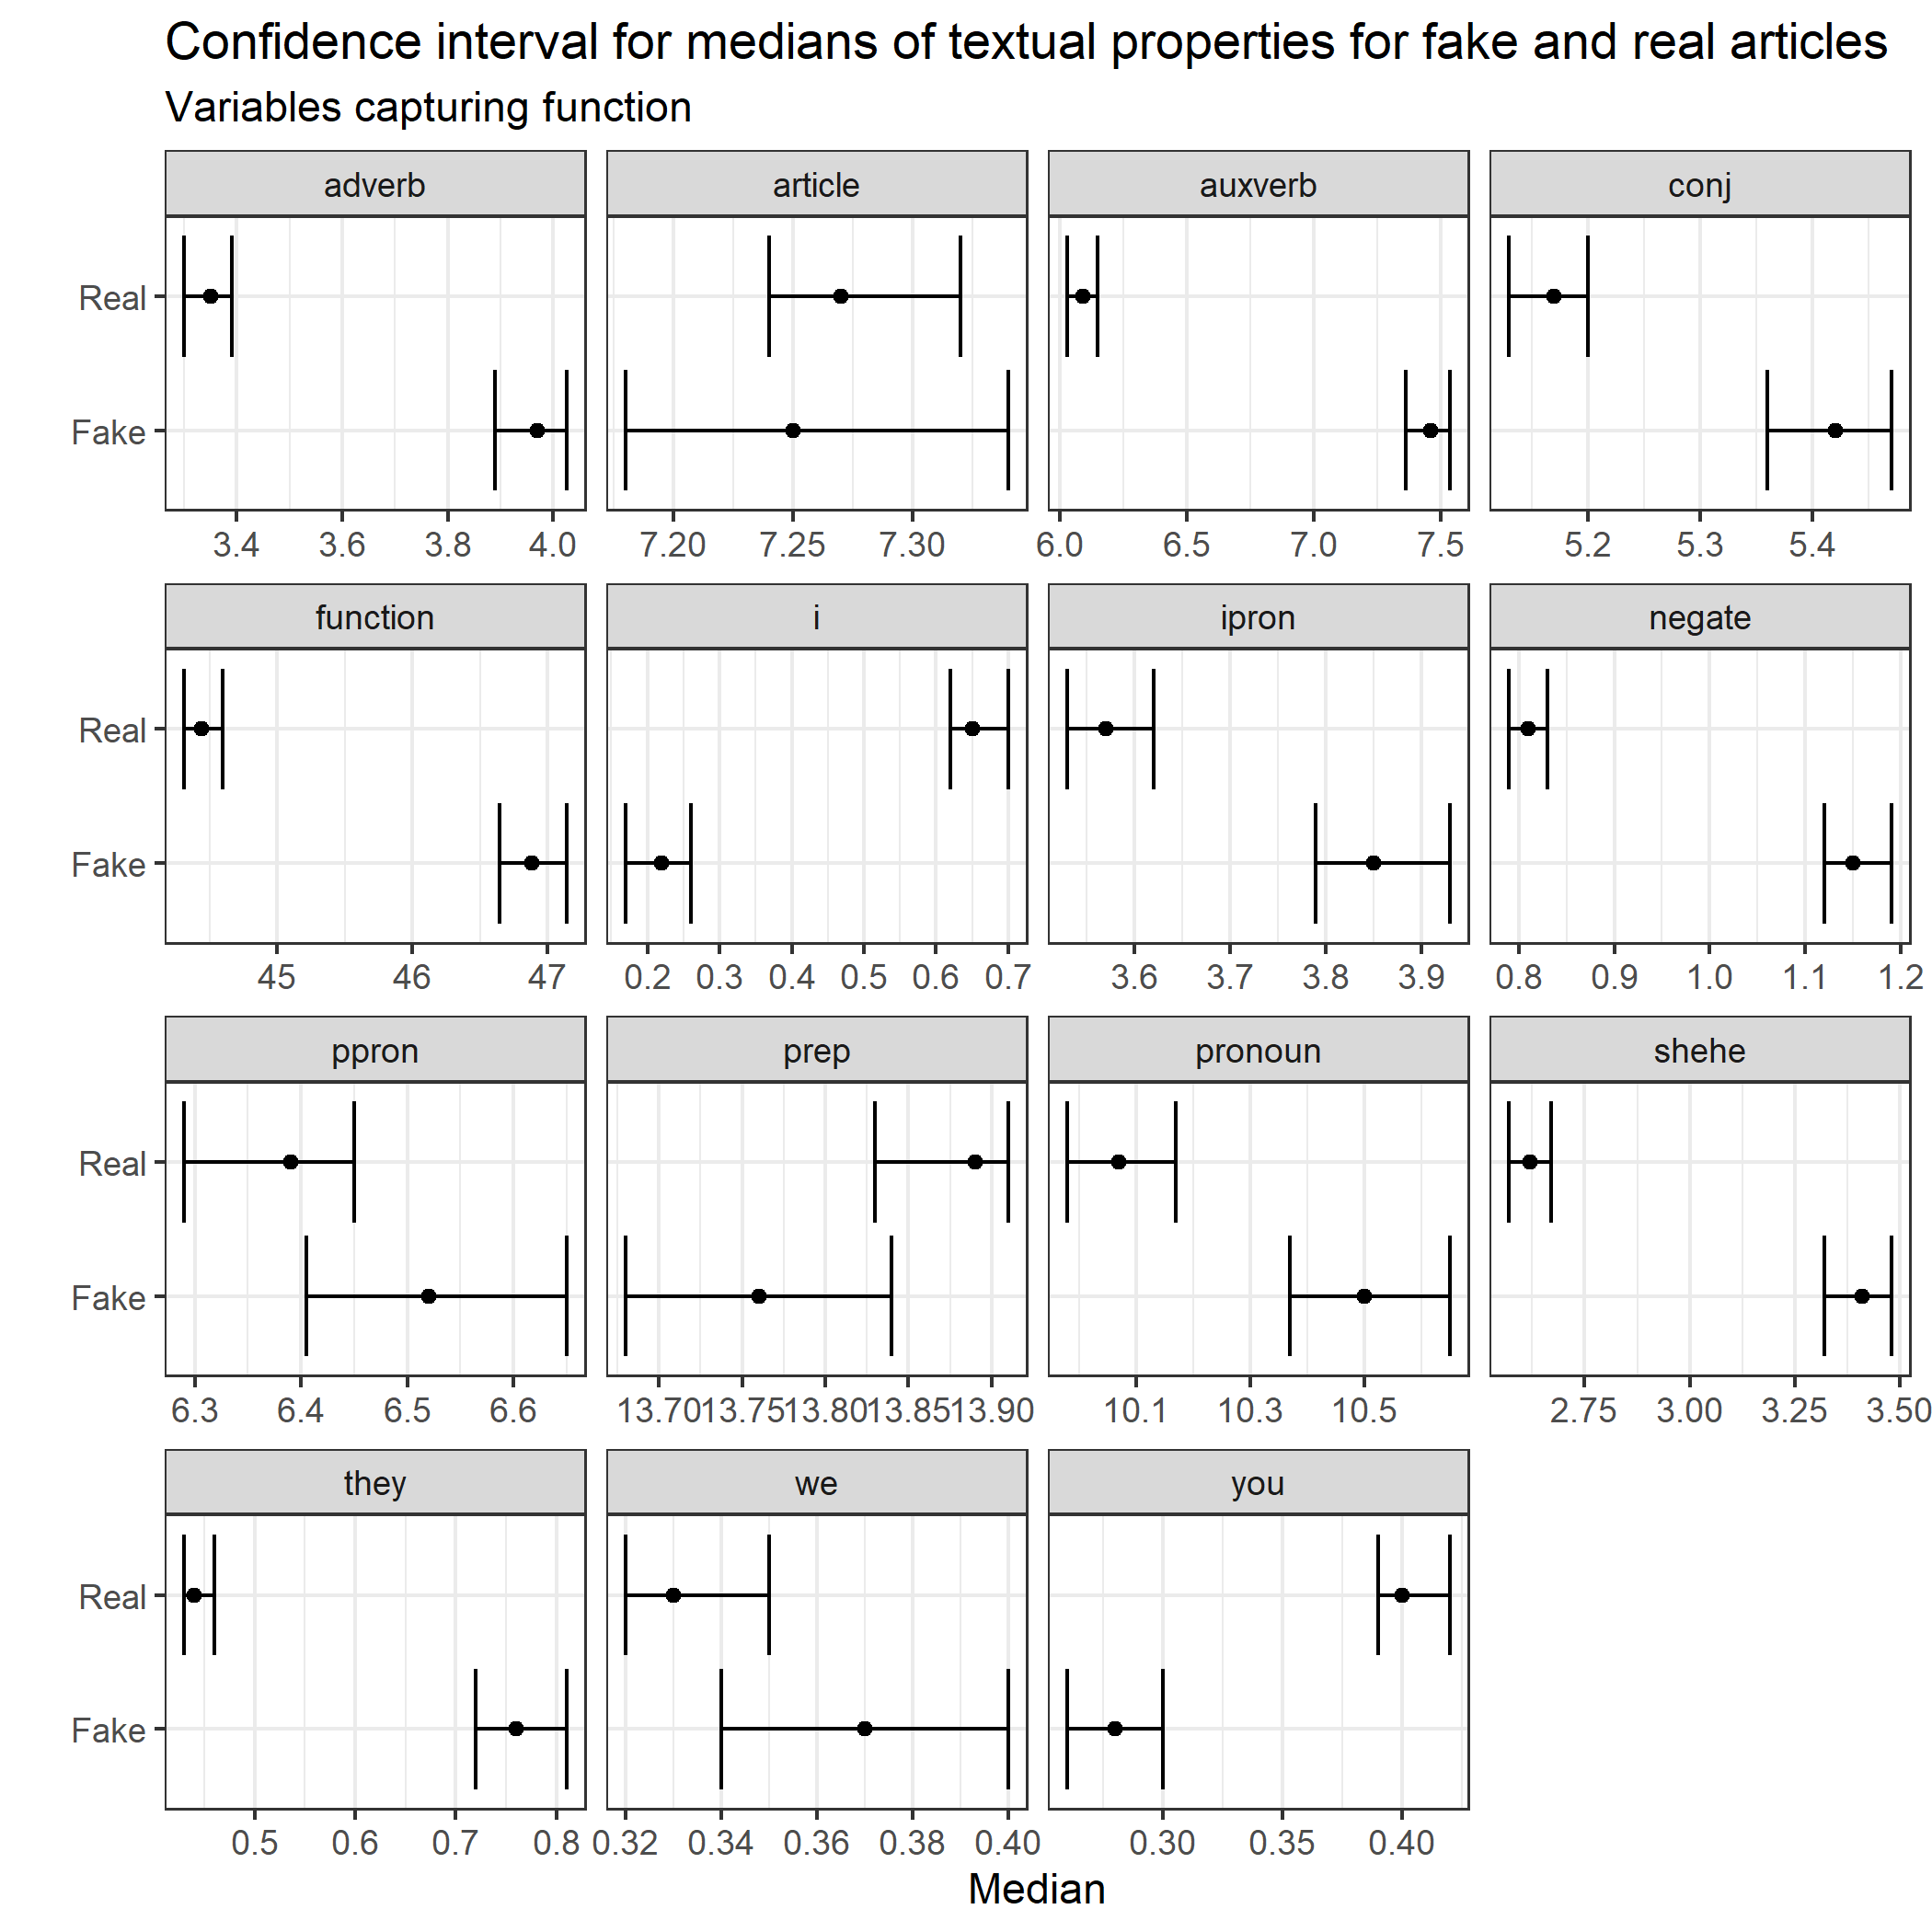 Confidence interval for medians of textual properties for fake and real articles
Variables capturing function
adverb article auxverb conj
Real
Fake
3.4 3.6 3.8 4.0 7.20 7.25 7.30 6.0 6.5 7.0 7.5 5.2 5.3 5.4
function i ipron negate
Real
Fake
45 46 47 0.2 0.3 0.4 0.5 0.6 0.7 3.6 3.7 3.8 3.9 0.8 0.9 1.0 1.1 1.2
ppron prep pronoun shehe
Real
Fake
6.3 6.4 6.5 6.6 13.70 13.75 13.80 13.85 13.90 10.1 10.3 10.5 2.75 3.00 3.25 3.50
they we you
Real
Fake
0.5 0.6 0.7 0.8 0.32 0.34 0.36 0.38 0.40 0.30 0.35 0.40
Median